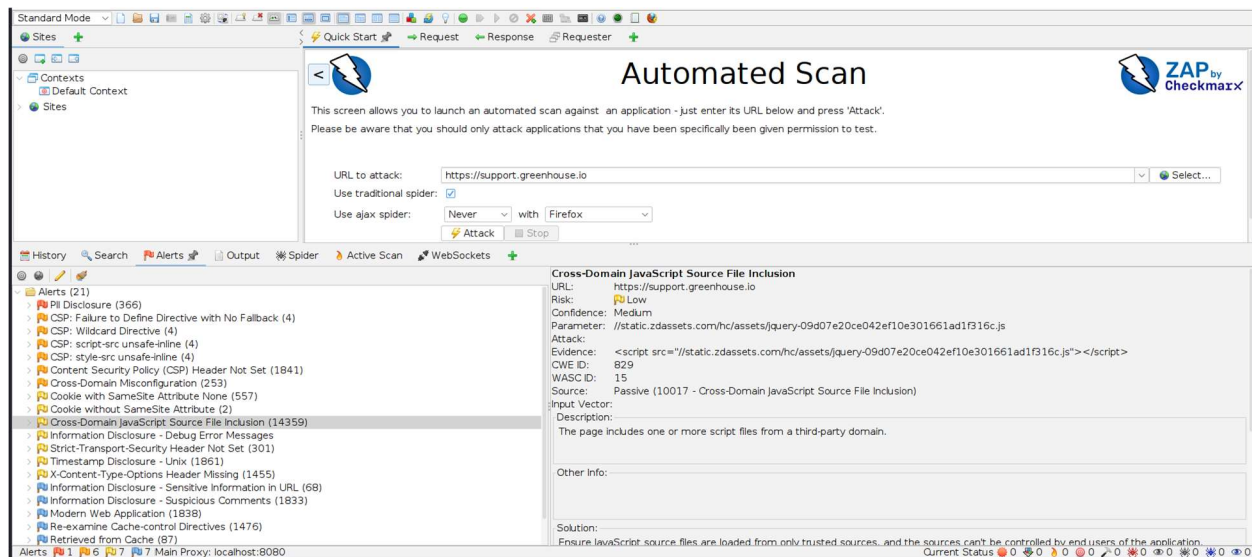 Standard Mode
Sites
Quick Start
Request
Response
Requester
Contexts
Default Context
Sites
<
Automated Scan
ZAP by
Checkmarx
This screen allows you to launch an automated scan against  an application - just enter its URL below and press 'Attack'.
Please be aware that you should only attack applications that you have been specifically been given permission to test.
URL to attack:
https://support.greenhouse.io
Select...
Use traditional spider:
Use ajax spider:
Never
with
Firefox
Attack
Stop
History
Search
Alerts
Output
Spider
Active Scan
WebSockets
Alerts (21)
PII Disclosure (366)
CSP: Failure to Define Directive with No Fallback (4)
CSP: Wildcard Directive (4)
CSP: script-src unsafe-inline (4)
CSP: style-src unsafe-inline (4)
Content Security Policy (CSP) Header Not Set (1841)
Cross-Domain Misconfiguration (253)
Cookie with SameSite Attribute None (557)
Cookie without SameSite Attribute (2)
Cross-Domain JavaScript Source File Inclusion (14359)
Information Disclosure - Debug Error Messages
Strict-Transport-Security Header Not Set (301)
Timestamp Disclosure - Unix (1861)
X-Content-Type-Options Header Missing (1455)
Information Disclosure - Sensitive Information in URL (68)
Information Disclosure - Suspicious Comments (1833)
Modern Web Application (1838)
Re-examine Cache-control Directives (1476)
Retrieved from Cache (87)
Cross-Domain JavaScript Source File Inclusion
URL: https://support.greenhouse.io
Risk: Low
Confidence: Medium
Parameter: //static.zdassets.com/hc/assets/jquery-09d07e20ce042ef10e301661ad1f316c.js
Attack:
Evidence: <script src="//static.zdassets.com/hc/assets/jquery-09d07e20ce042ef10e301661ad1f316c.js"></script>
CWE ID: 829
WASC ID: 15
Source: Passive (10017 - Cross-Domain JavaScript Source File Inclusion)
Input Vector:
Description:
The page includes one or more script files from a third-party domain.
Other Info:
Solution:
Ensure JavaScript source files are loaded from only trusted sources, and the sources can't be controlled by end users of the application.
Alerts 1 6 7 7 Main Proxy: localhost:8080
Current Status 0 0 0 0 0 0 0 0 0